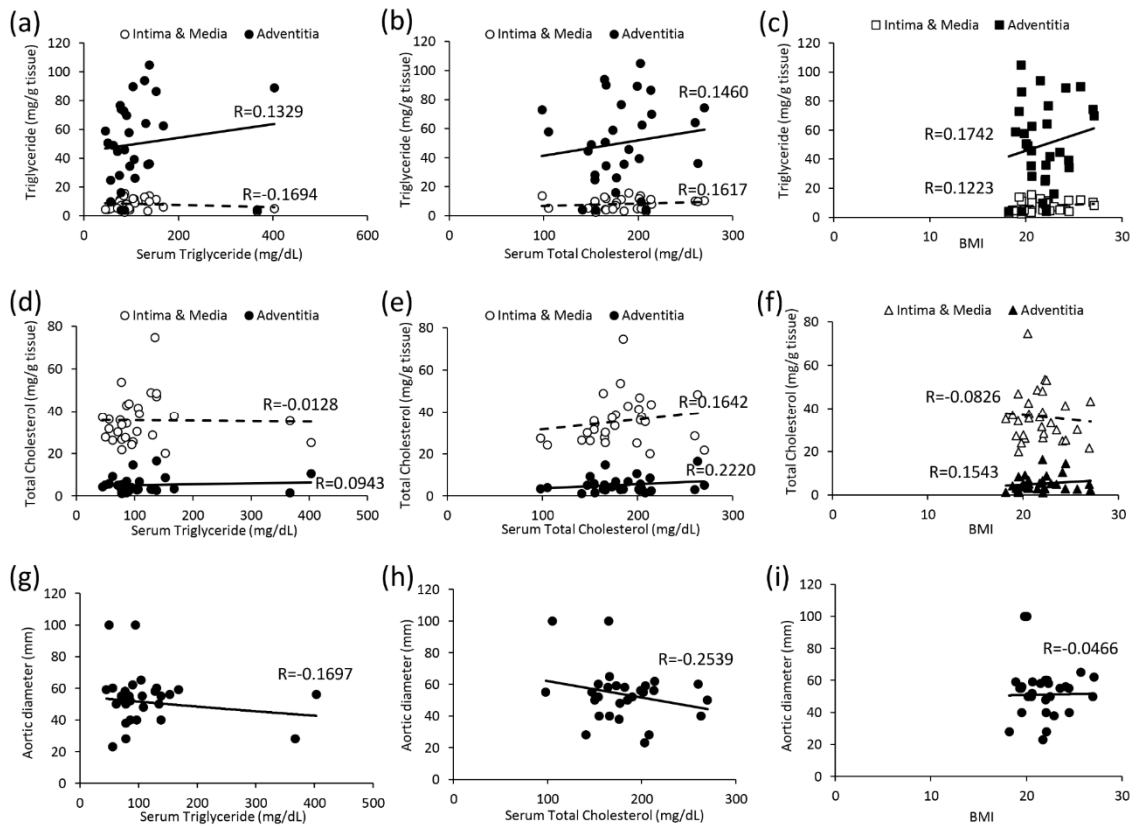 (a)
○ Intima & Media ● Adventitia
Triglyceride (mg/g tissue)
120
100
80
60
40
20
0
R=0.1329
R=-0.1694
0 200 400 600
Serum Triglyceride (mg/dL)
(b)
○ Intima & Media ● Adventitia
Triglyceride (mg/g tissue)
120
100
80
60
40
20
0
R=0.1460
R=0.1617
0 100 200 300
Serum Total Cholesterol (mg/dL)
(c)
□ Intima & Media ■ Adventitia
Triglyceride (mg/g tissue)
120
100
80
60
40
20
0
R=0.1742
R=0.1223
0 10 20 30
BMI
(d)
○ Intima & Media ● Adventitia
Total Cholesterol (mg/g tissue)
80
60
40
20
0
R=-0.0128
R=0.0943
0 100 200 300 400 500
Serum Triglyceride (mg/dL)
(e)
○ Intima & Media ● Adventitia
Total Cholesterol (mg/g tissue)
80
60
40
20
0
R=0.1642
R=0.2220
0 100 200 300
Serum Total Cholesterol (mg/dL)
(f)
△ Intima & Media ▲ Adventitia
Total Cholesterol (mg/g tissue)
80
60
40
20
0
R=-0.0826
R=0.1543
0 10 20 30
BMI
(g)
Aortic diameter (mm)
120
100
80
60
40
20
0
R=-0.1697
0 100 200 300 400 500
Serum Triglyceride (mg/dL)
(h)
Aortic diameter (mm)
120
100
80
60
40
20
0
R=-0.2539
0 100 200 300
Serum Total Cholesterol (mg/dL)
(i)
Aortic diameter (mm)
120
100
80
60
40
20
0
R=-0.0466
0 10 20 30
BMI